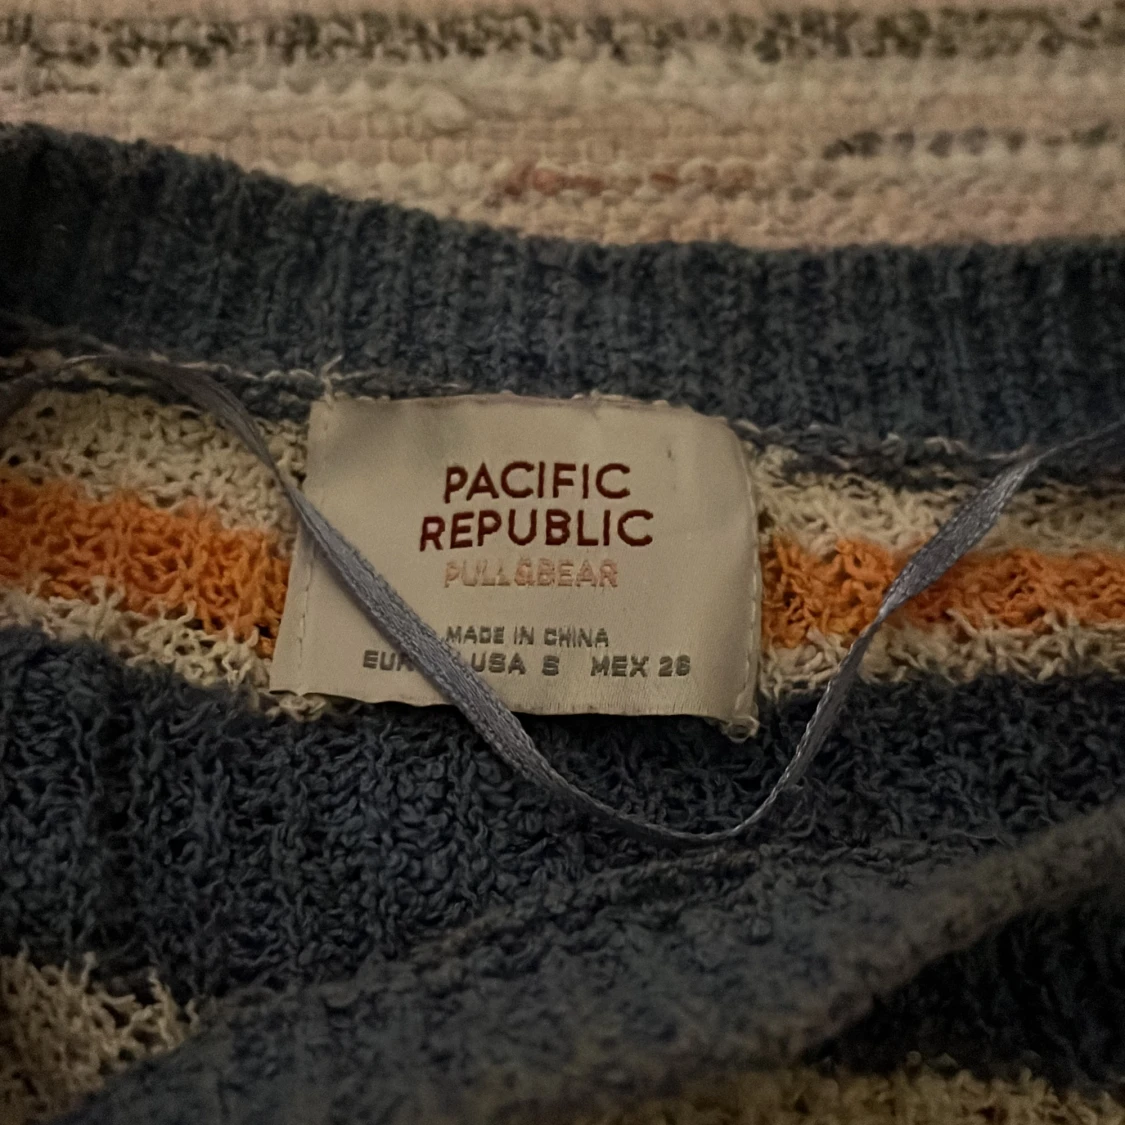 PACIFIC
REPUBLIC
PULL&BEAR
MADE IN CHINA
EUR USA S MEX 26